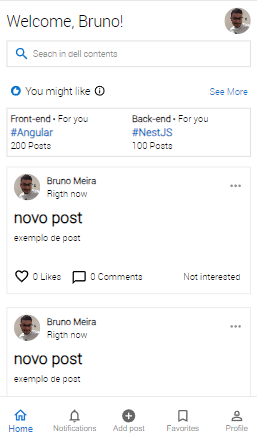 Welcome, Bruno!
Seach in dell contents
You might like
See More
Front-end • For you
#Angular
200 Posts
Back-end • For you
#NestJS
100 Posts
Bruno Meira
Rigth now
novo post
exemplo de post
0 Likes
0 Comments
Not interested
Bruno Meira
Rigth now
novo post
exemplo de post
Home
Notifications
Add post
Favorites
Profile